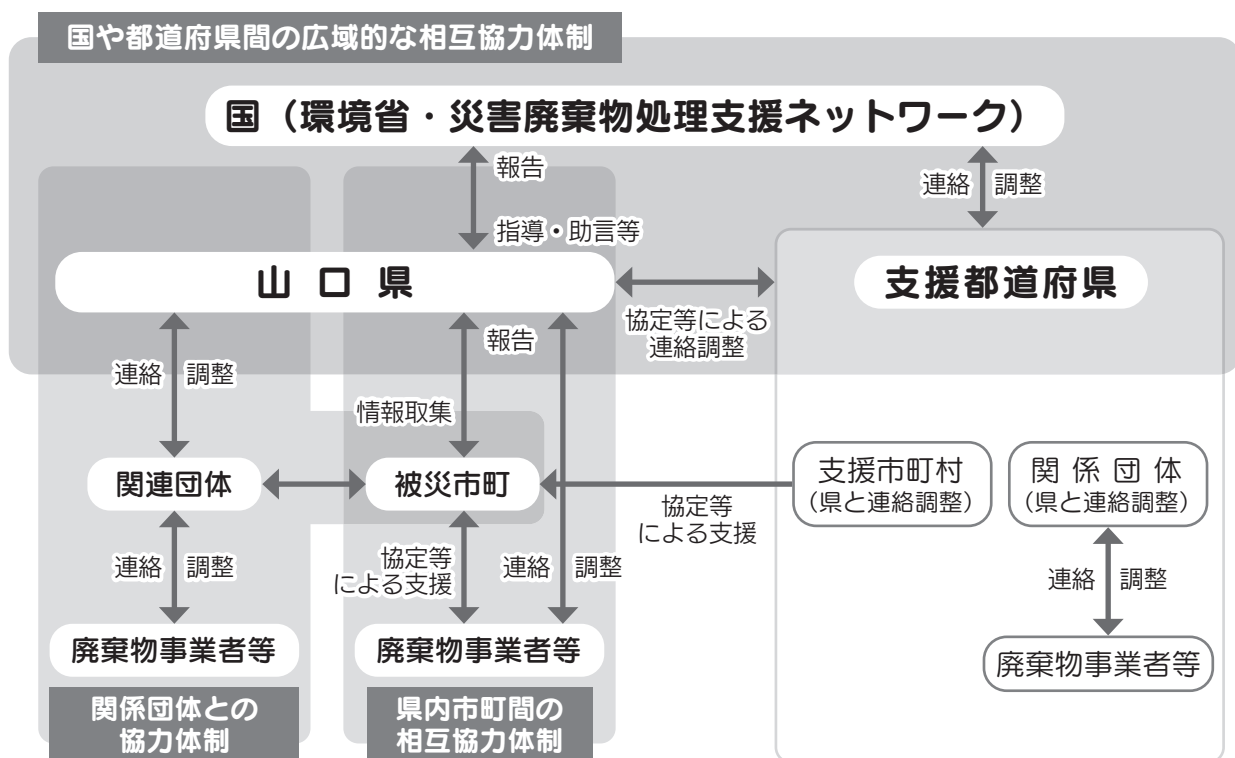 国や都道府県間の広域的な相互協力体制
国（環境省・災害廃棄物処理支援ネットワーク）
報告
指導・助言等
連絡 調整
山口県
支援都道府県
協定等による
連絡調整
連絡 調整
報告
情報取集
関連団体
被災市町
支援市町村
（県と連絡調整）
関係団体
（県と連絡調整）
協定等
による支援
連絡 調整
協定等
による支援
連絡 調整
連絡 調整
廃棄物事業者等
廃棄物事業者等
廃棄物事業者等
関係団体との
協力体制
県内市町間の
相互協力体制